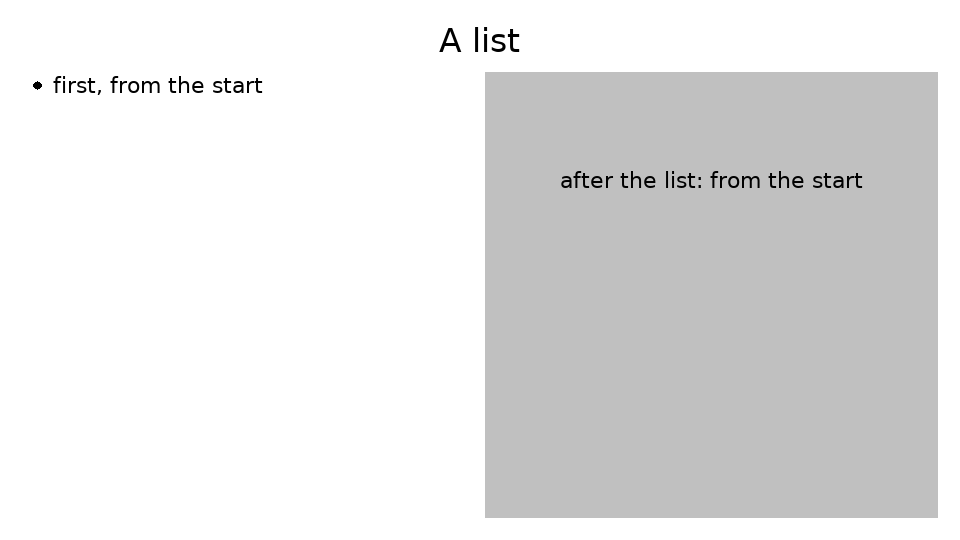 A list
first, from the start
after the list: from the start